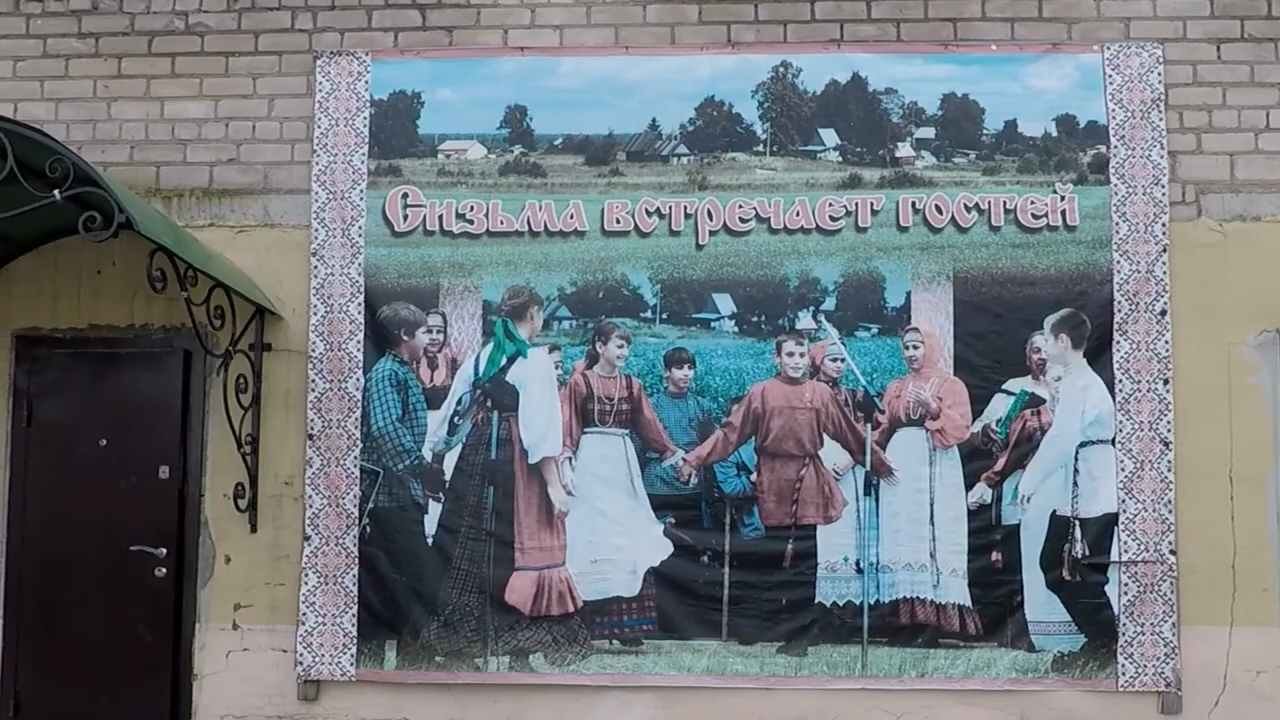 Сизьма встречает гостей